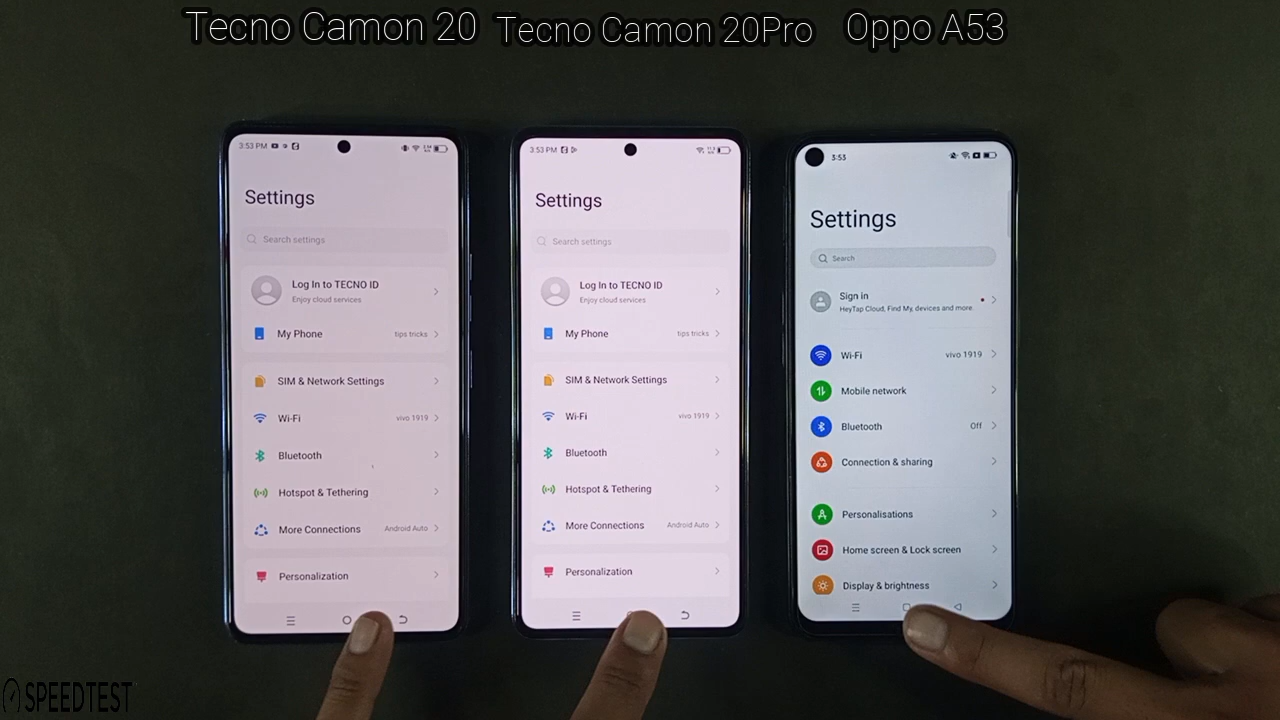 Tecno Camon 20 Tecno Camon 20Pro Oppo A53
3:53 PM
Settings
Search settings
Log In to TECNO ID
Enjoy cloud services
My Phone tips tricks
SIM & Network Settings
Wi-Fi vivo 1919
Bluetooth
Hotspot & Tethering
More Connections Android Auto
Personalization
3:53 PM
Settings
Search settings
Log In to TECNO ID
Enjoy cloud services
My Phone tips tricks
SIM & Network Settings
Wi-Fi vivo 1919
Bluetooth
Hotspot & Tethering
More Connections Android Auto
Personalization
3:53
Settings
Search
Sign in
HeyTap Cloud, Find My, devices and more.
Wi-Fi vivo 1919
Mobile network
Bluetooth Off
Connection & sharing
Personalisations
Home screen & Lock screen
Display & brightness
SPEEDTEST